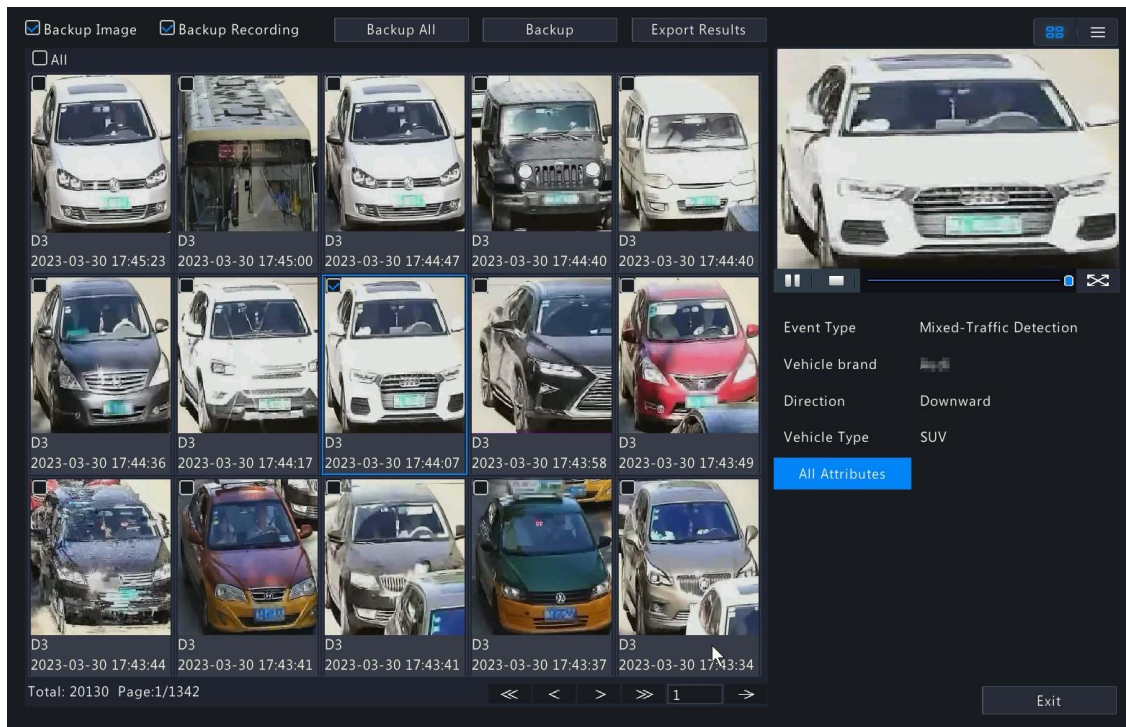 Backup Image Backup Recording Backup All Backup Export Results
All
D3 D3 D3 D3 D3
2023-03-30 17:45:23 2023-03-30 17:45:00 2023-03-30 17:44:47 2023-03-30 17:44:40 2023-03-30 17:44:40
D3 D3 D3 D3 D3
2023-03-30 17:44:36 2023-03-30 17:44:17 2023-03-30 17:44:07 2023-03-30 17:43:58 2023-03-30 17:43:49
D3 D3 D3 D3 D3
2023-03-30 17:43:44 2023-03-30 17:43:41 2023-03-30 17:43:41 2023-03-30 17:43:37 2023-03-30 17:43:34
Total: 20130 Page:1/1342
1
Event Type Mixed-Traffic Detection
Vehicle brand
Direction Downward
Vehicle Type SUV
All Attributes
Exit